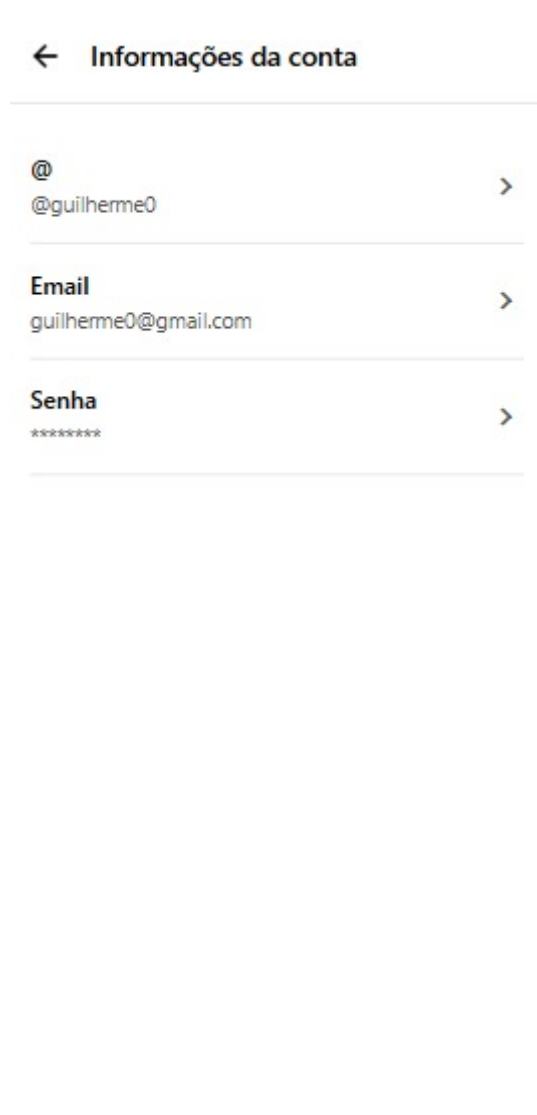 Informações da conta
@
@guilherme0
Email
guilherme0@gmail.com
Senha
********